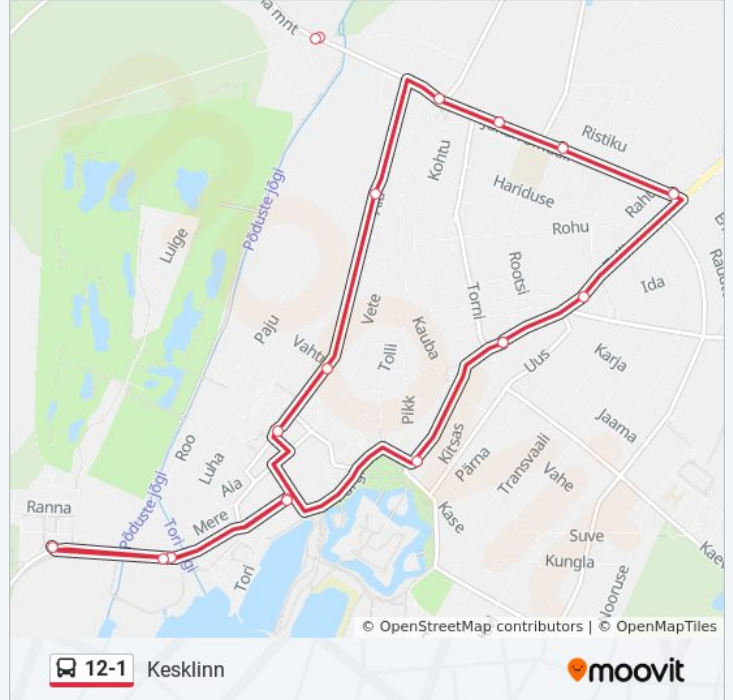 a mnt
Põduste jõgi
Kohtu
Ristiku
Hariduse
Rohu
Rootsi
Luige
Ida
Torni
Vete
Kauba
Tolli
Paju
Uus
Karja
Pikk
Kitsas
Jaama
Roo
Luha
Pärna
Transvaali
Vahe
Aia
Ranna
Põduste jõgi
Mere
Kase
Suve
Kungla
Tori
Nooruse
© OpenStreetMap contributors | © OpenMapTiles
12-1 Kesklinn
moovit